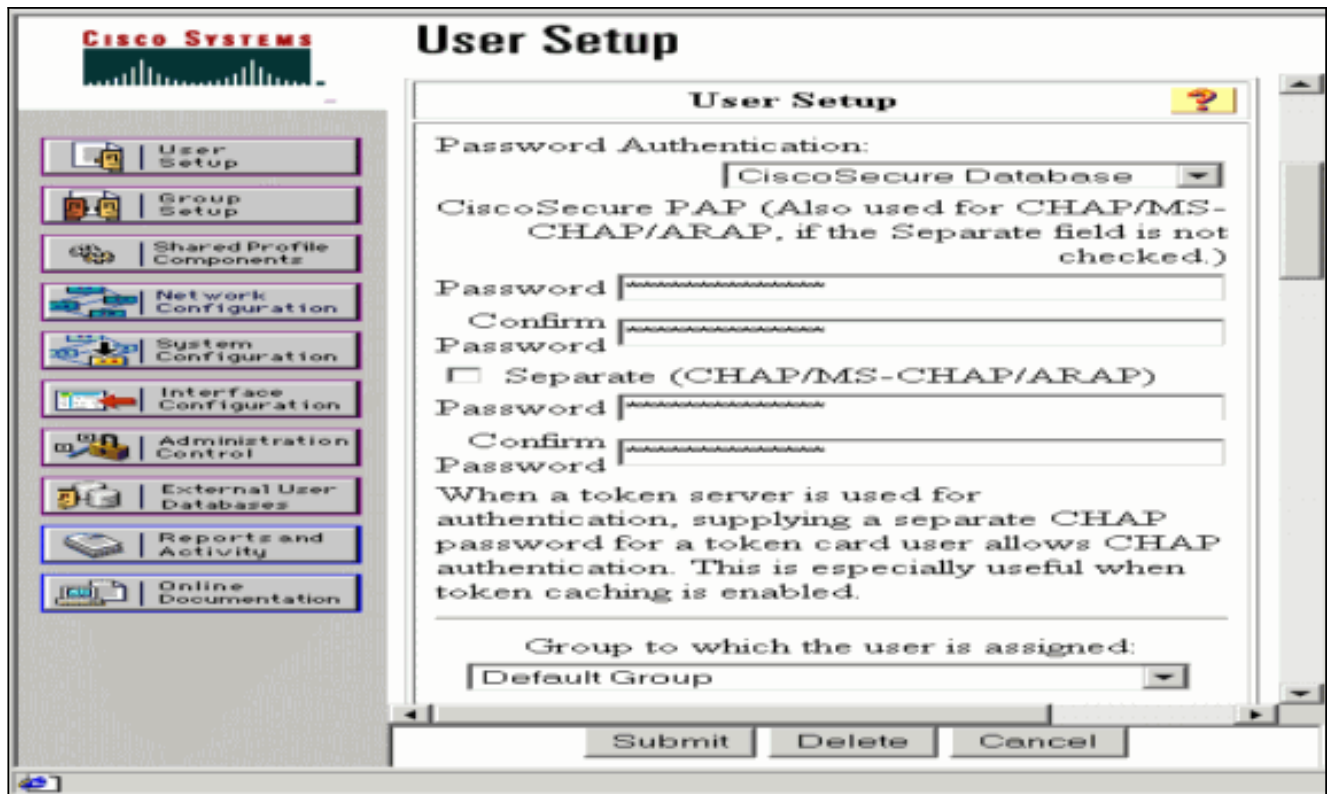 CISCO SYSTEMS
User Setup
User
Setup
Group
Setup
Shared Profile
Components
Network
Configuration
System
Configuration
Interface
Configuration
Administration
Control
External User
Databases
Reports and
Activity
Online
Documentation
User Setup
?
Password Authentication:
CiscoSecure Database
CiscoSecure PAP (Also used for CHAP/MS-
CHAP/ARAP, if the Separate field is not
checked.)
Password ***************
Confirm
Password ***************
Separate (CHAP/MS-CHAP/ARAP)
Password ***************
Confirm
Password ***************
When a token server is used for
authentication, supplying a separate CHAP
password for a token card user allows CHAP
authentication. This is especially useful when
token caching is enabled.
Group to which the user is assigned:
Default Group
Submit Delete Cancel